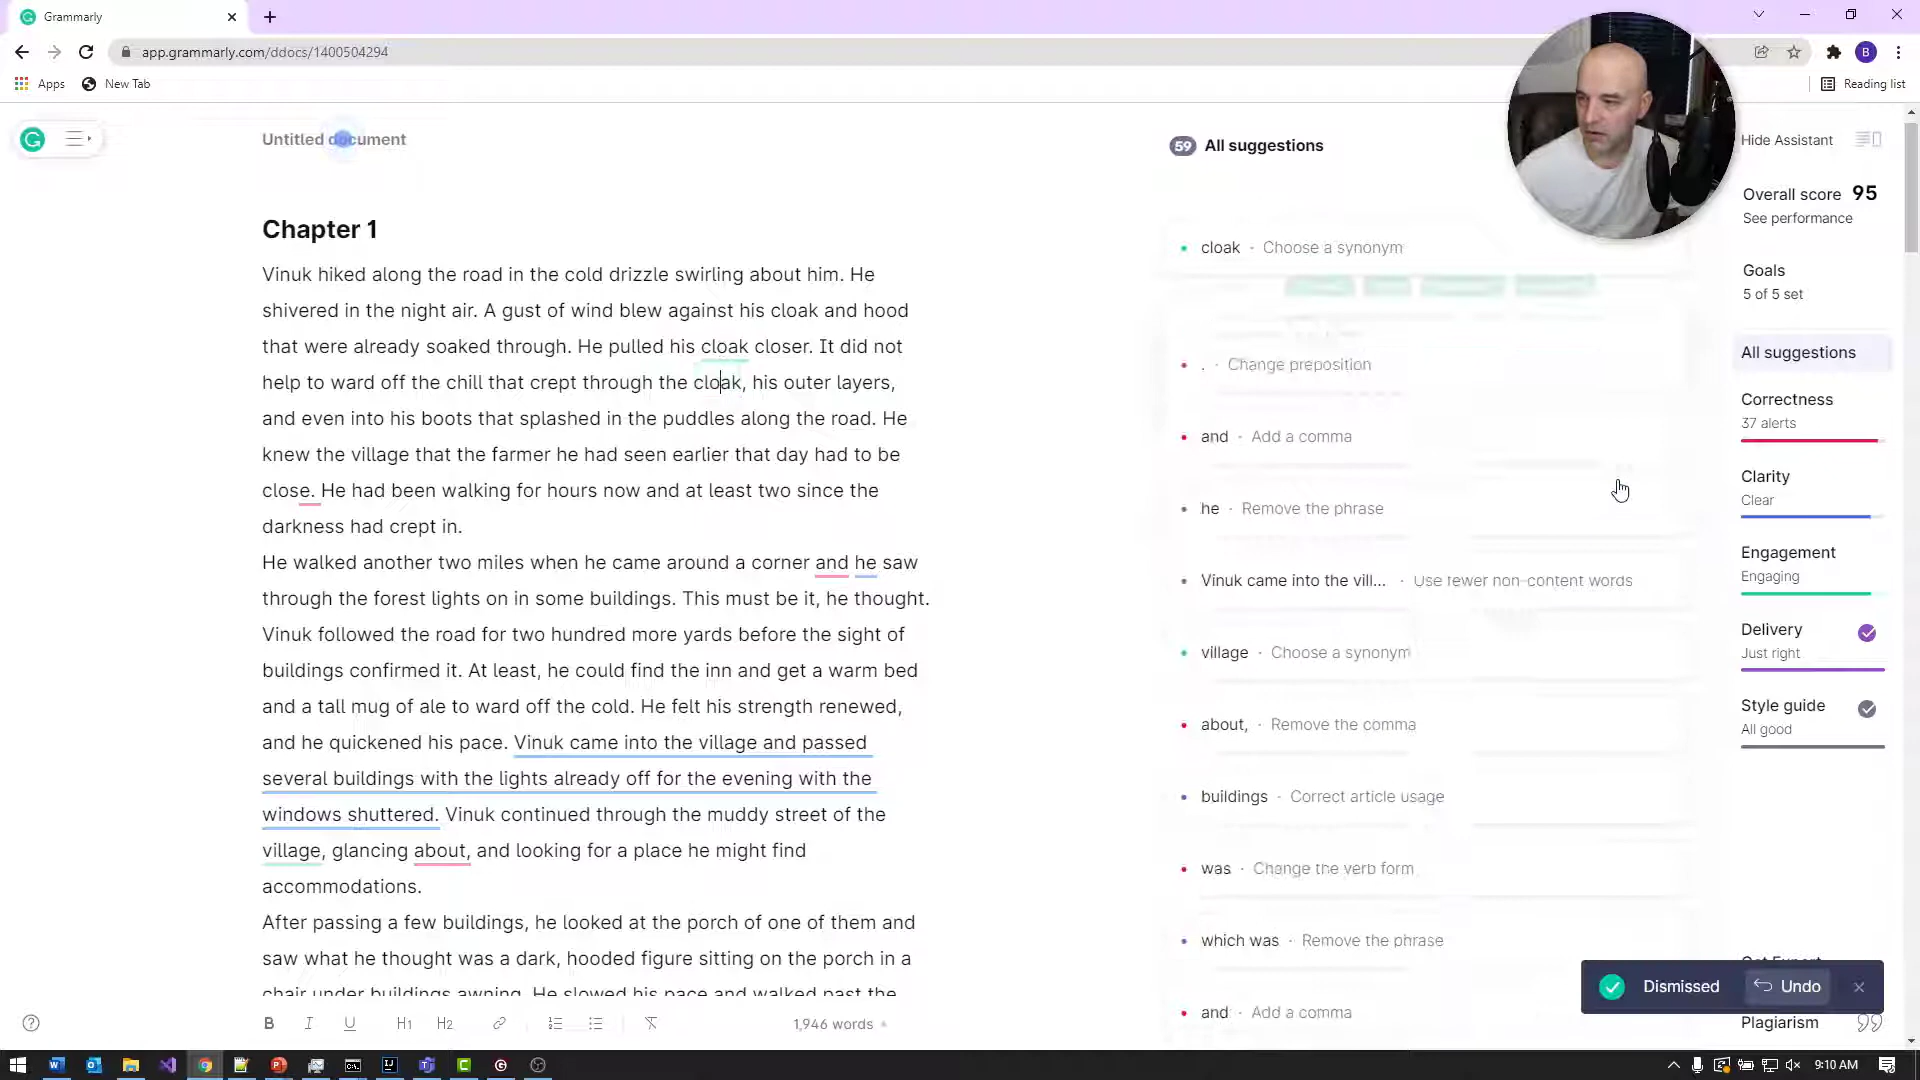 Grammarly
app.grammarly.com/ddocs/1400504294
B
Apps
New Tab
Reading list
Untitled document
59 All suggestions
Hide Assistant
Overall score 95
See performance
Goals
5 of 5 set
All suggestions
Correctness
37 alerts
Clarity
Clear
Engagement
Engaging
Delivery
Just right
Style guide
All good
Chapter 1
Vinuk hiked along the road in the cold drizzle swirling about him. He
shivered in the night air. A gust of wind blew against his cloak and hood
that were already soaked through. He pulled his cloak closer. It did not
help to ward off the chill that crept through the cloak, his outer layers,
and even into his boots that splashed in the puddles along the road. He
knew the village that the farmer he had seen earlier that day had to be
close. He had been walking for hours now and at least two since the
darkness had crept in.
He walked another two miles when he came around a corner and he saw
through the forest lights on in some buildings. This must be it, he thought.
Vinuk followed the road for two hundred more yards before the sight of
buildings confirmed it. At least, he could find the inn and get a warm bed
and a tall mug of ale to ward off the cold. He felt his strength renewed,
and he quickened his pace. Vinuk came into the village and passed
several buildings with the lights already off for the evening with the
windows shuttered. Vinuk continued through the muddy street of the
village, glancing about, and looking for a place he might find
accommodations.
After passing a few buildings, he looked at the porch of one of them and
saw what he thought was a dark, hooded figure sitting on the porch in a
chair under buildings awning. He slowed his pace and walked past the
cloak · Choose a synonym
. · Change preposition
and · Add a comma
he · Remove the phrase
Vinuk came into the vill... · Use fewer non-content words
village · Choose a synonym
about, · Remove the comma
buildings · Correct article usage
was · Change the verb form
which was · Remove the phrase
and · Add a comma
Get Expert
Dismissed Undo
Plagiarism
B I U H1 H2
1,946 words
9:10 AM